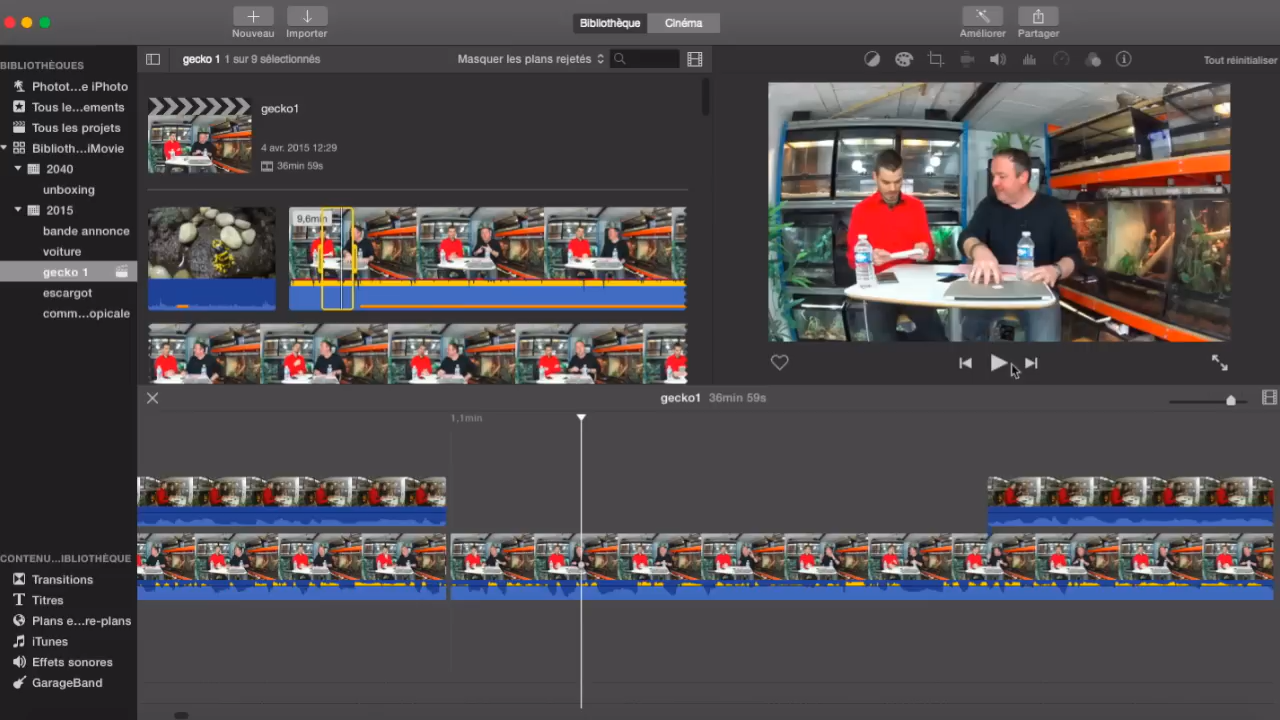 Nouveau
Importer
Bibliothèque
Cinéma
Améliorer
Partager
BIBLIOTHÈQUES
gecko 1 1 sur 9 sélectionnés
Masquer les plans rejetés
Tout réinitialiser
Photot...e iPhoto
Tous le...ements
Tous les projets
Biblioth...iMovie
2040
unboxing
2015
bande annonce
voiture
gecko 1
escargot
comm...opicale
gecko1
4 avr. 2015 12:29
36min 59s
9,6min
gecko1 36min 59s
1,1min
CONTENU...IBLIOTHÈQUE
Transitions
Titres
Plans e...re-plans
iTunes
Effets sonores
GarageBand